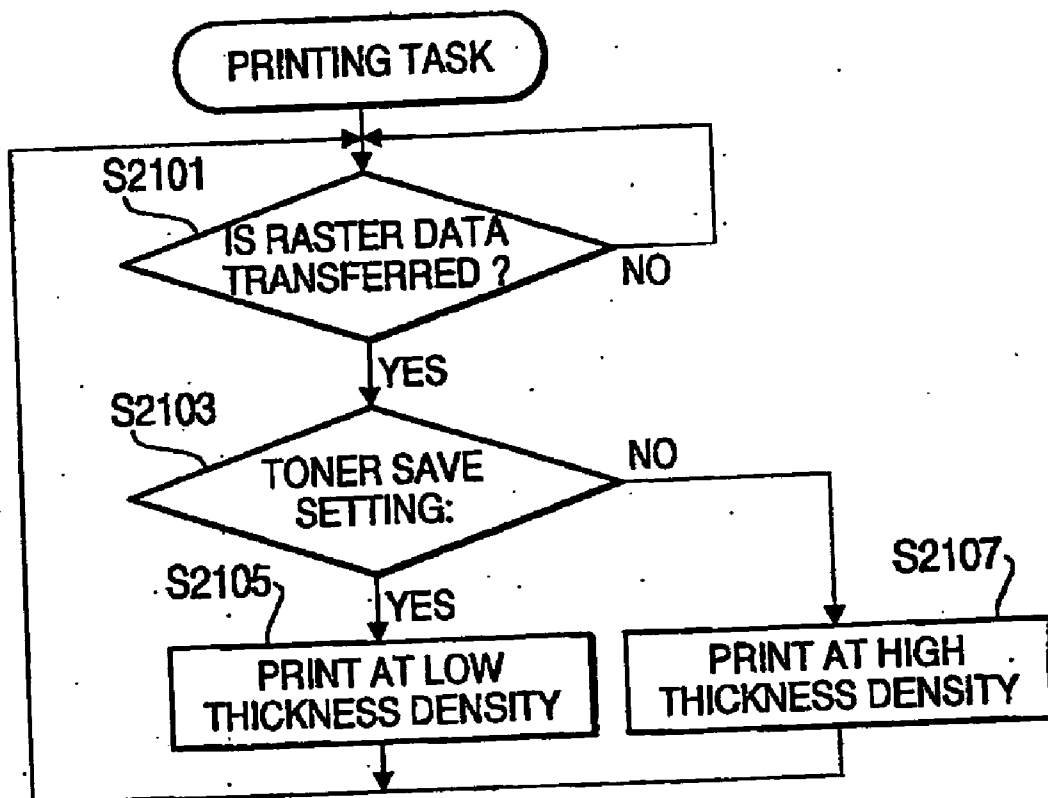 PRINTING TASK
S2101
IS RASTER DATA
TRANSFERRED ?
NO
YES
S2103
TONER SAVE
SETTING:
NO
S2105
YES
S2107
PRINT AT LOW
THICKNESS DENSITY
PRINT AT HIGH
THICKNESS DENSITY